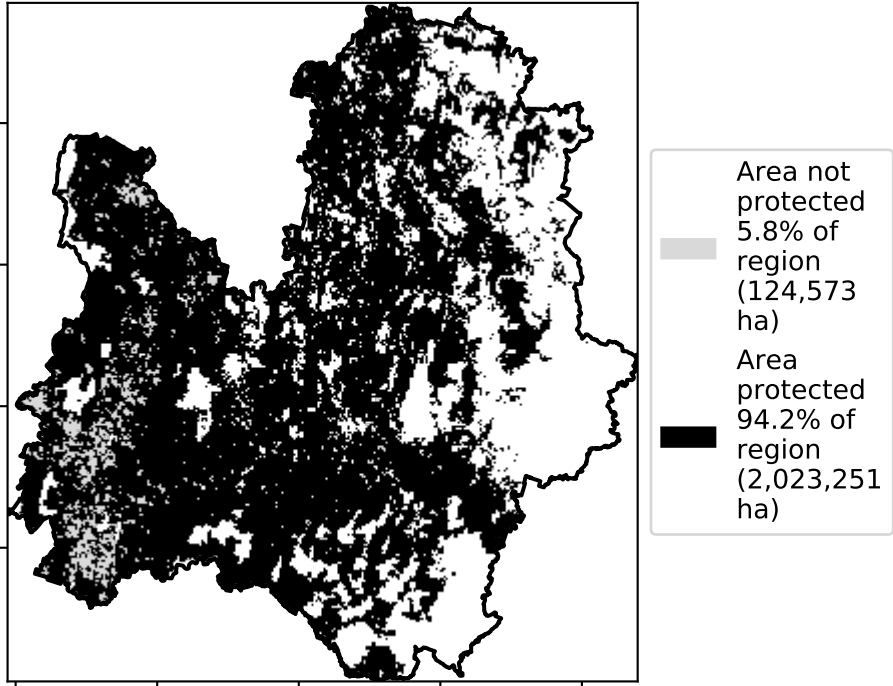 Area not
protected
5.8% of
region
(124,573
ha)
Area
protected
94.2% of
region
(2,023,251
ha)